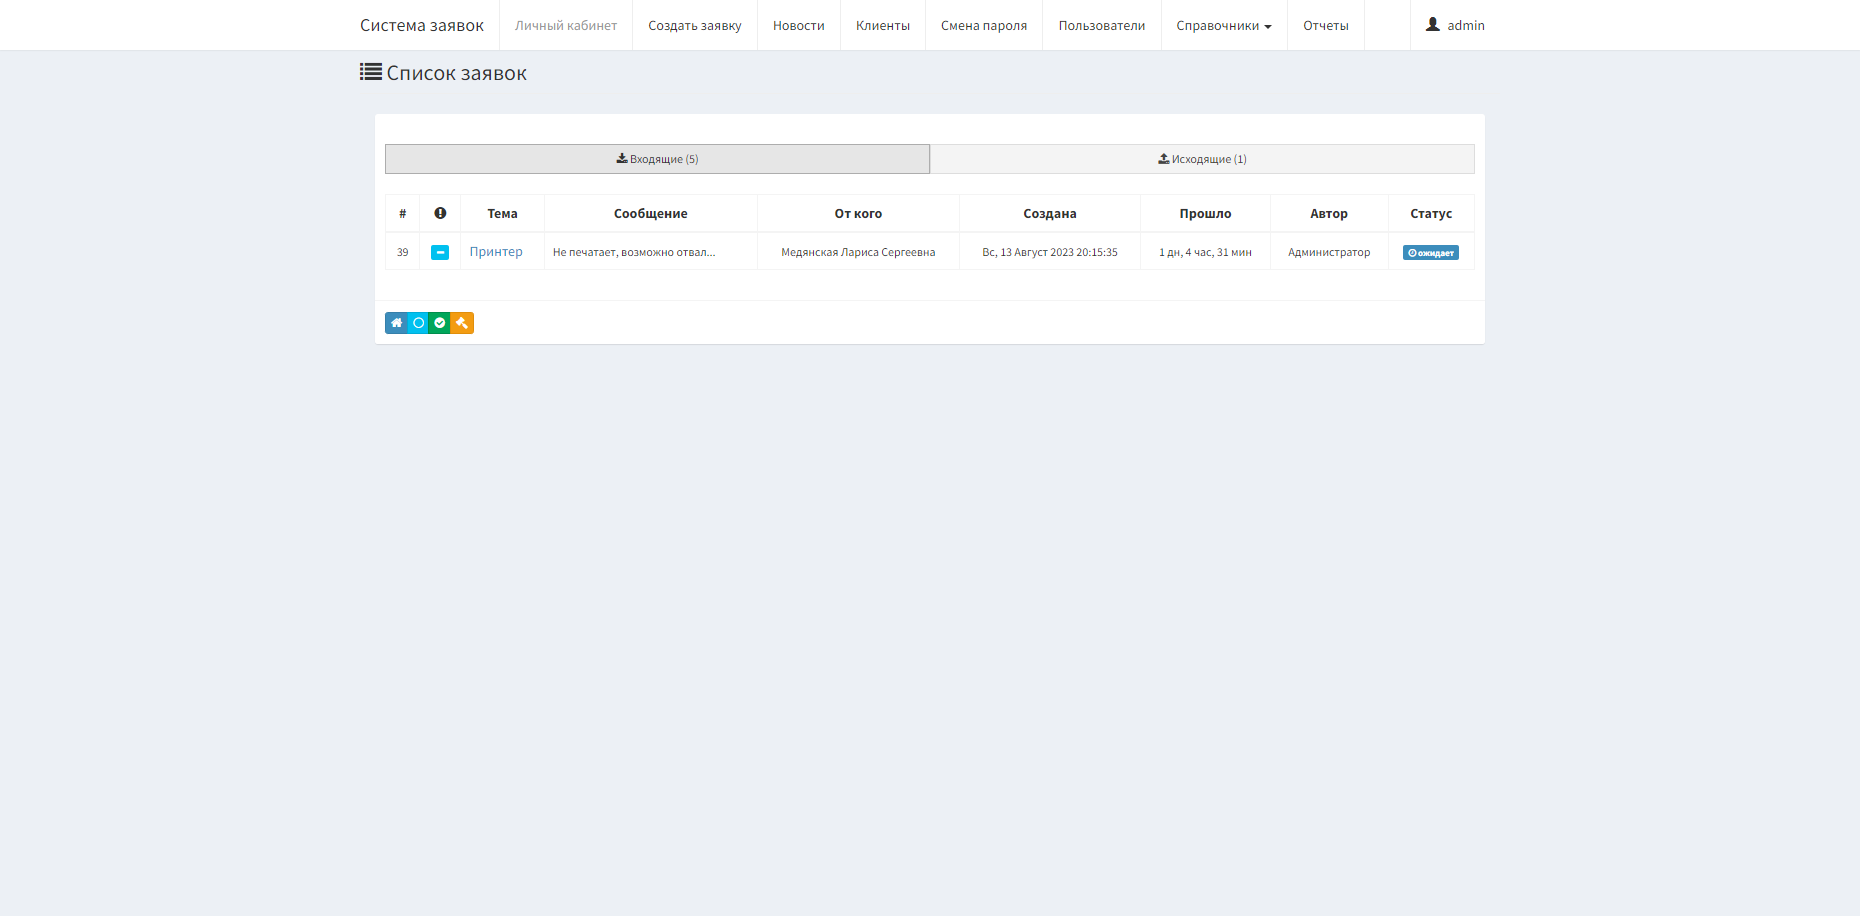 Система заявок Личный кабинет Создать заявку Новости Клиенты Смена пароля Пользователи Справочники Отчеты admin
Список заявок
Входящие (5) Исходящие (1)
# Тема Сообщение От кого Создана Прошло Автор Статус
39 Принтер Не печатает, возможно отвал... Медянская Лариса Сергеевна Вс, 13 Август 2023 20:15:35 1 дн, 4 час, 31 мин Администратор ожидает